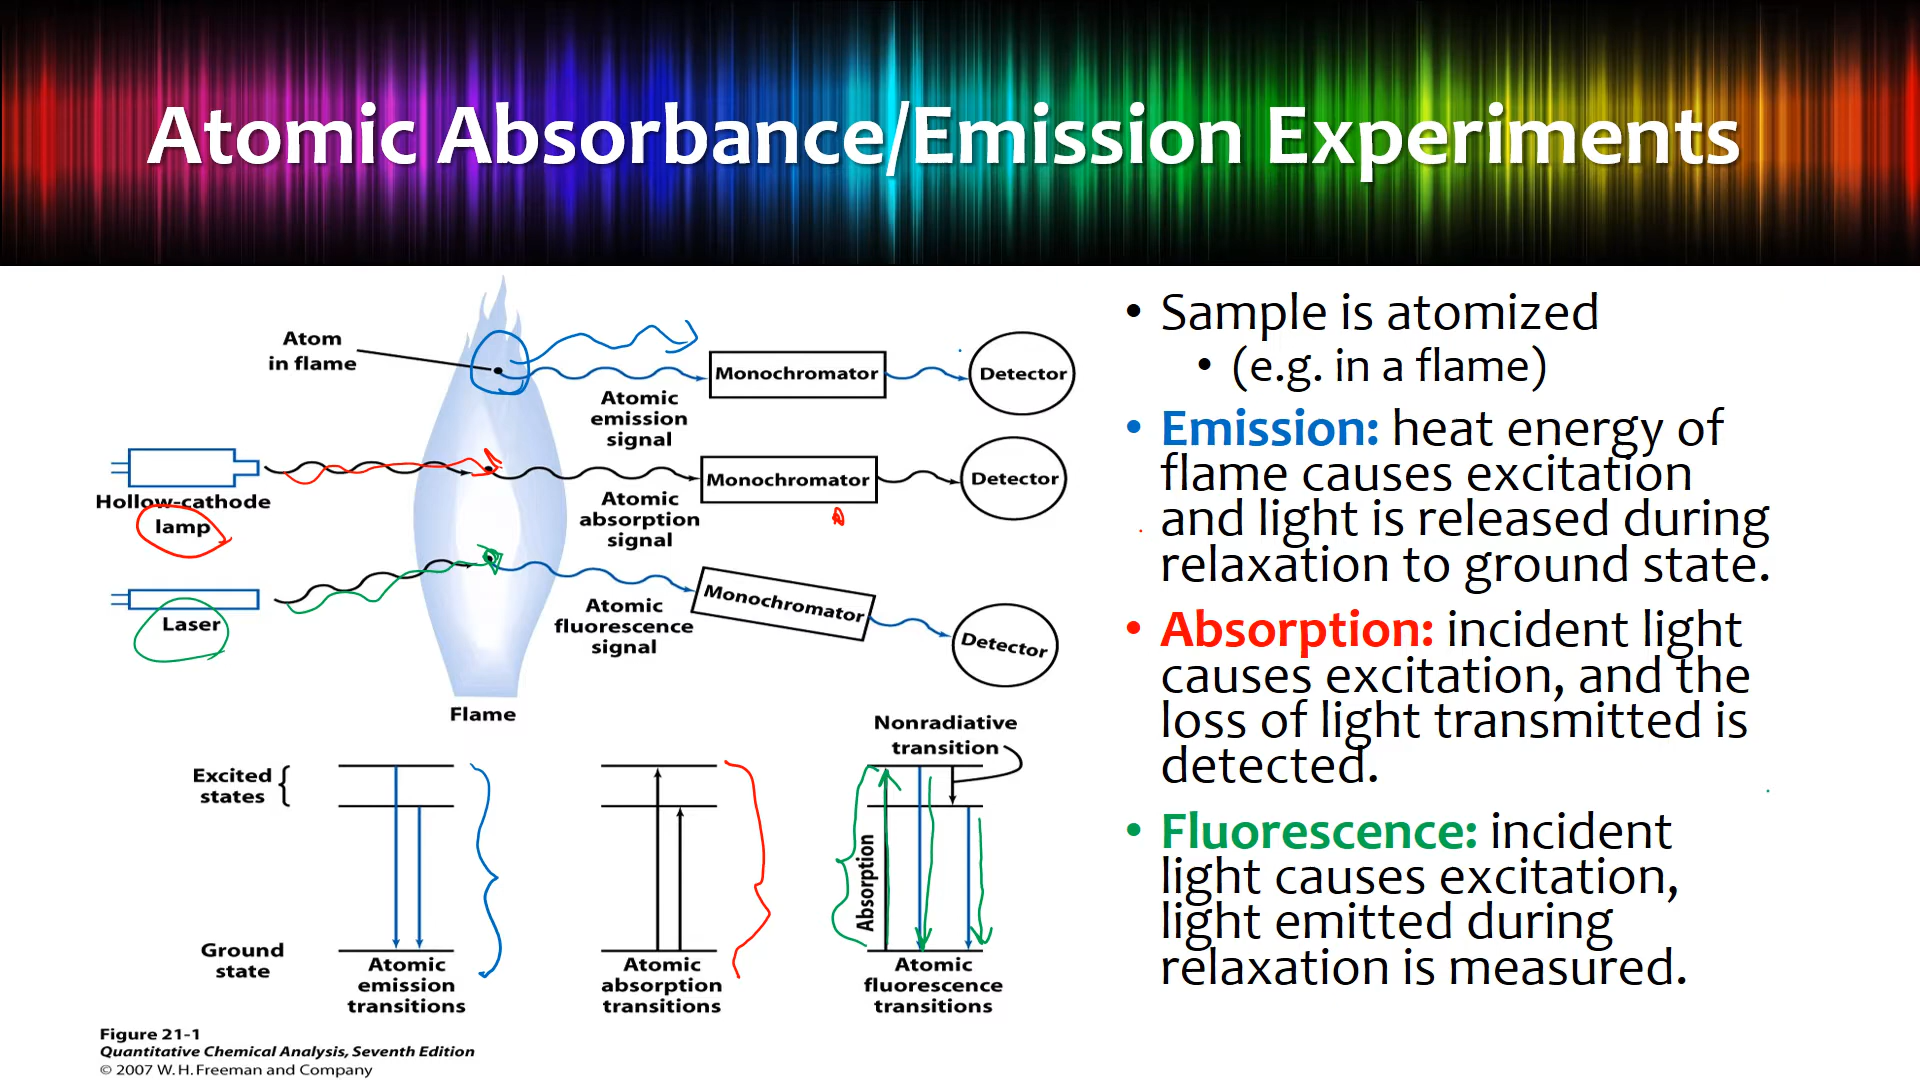 Atomic Absorbance/Emission Experiments
Atom
in flame
Monochromator
Detector
Atomic
emission
signal
Hollow-cathode
lamp
Monochromator
Detector
Atomic
absorption
signal
Laser
Monochromator
Detector
Atomic
fluorescence
signal
Flame
Nonradiative
transition
Excited
states
Absorption
Ground
state
Atomic
emission
transitions
Atomic
absorption
transitions
Atomic
fluorescence
transitions
Figure 21-1
Quantitative Chemical Analysis, Seventh Edition
© 2007 W. H. Freeman and Company
• Sample is atomized
• (e.g. in a flame)
• Emission: heat energy of
flame causes excitation
and light is released during
relaxation to ground state.
• Absorption: incident light
causes excitation, and the
loss of light transmitted is
detected.
• Fluorescence: incident
light causes excitation,
light emitted during
relaxation is measured.